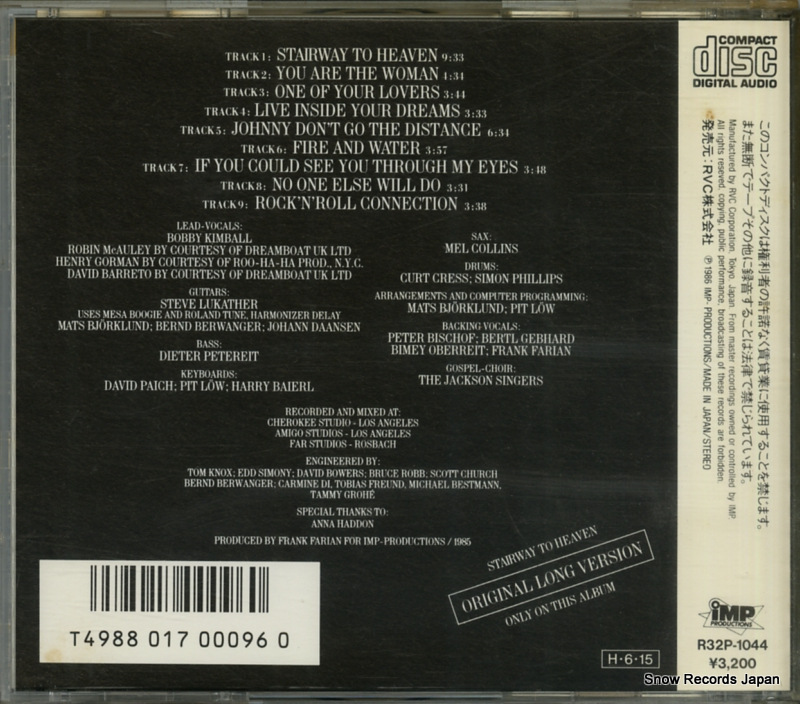 TRACK 1: STAIRWAY TO HEAVEN 9:33
TRACK 2: YOU ARE THE WOMAN 4:34
TRACK 3: ONE OF YOUR LOVERS 3:44
TRACK 4: LIVE INSIDE YOUR DREAMS 3:33
TRACK 5: JOHNNY DON'T GO THE DISTANCE 6:34
TRACK 6: FIRE AND WATER 3:57
TRACK 7: IF YOU COULD SEE YOU THROUGH MY EYES 3:48
TRACK 8: NO ONE ELSE WILL DO 3:31
TRACK 9: ROCK'N'ROLL CONNECTION 3:38
LEAD-VOCALS:
BOBBY KIMBALL
ROBIN McAULEY BY COURTESY OF DREAMBOAT UK LTD
HENRY GORMAN BY COURTESY OF ROO-HA-HA PROD., N.Y.C.
DAVID BARRETO BY COURTESY OF DREAMBOAT UK LTD
GUITARS:
STEVE LUKATHER
USES MESA BOOGIE AND ROLAND TUNE, HARMONIZER DELAY
MATS BJÖRKLUND; BERND BERWANGER; JOHANN DAANSEN
BASS:
DIETER PETEREIT
KEYBOARDS:
DAVID PAICH; PIT LÖW; HARRY BAIERL
SAX:
MEL COLLINS
DRUMS:
CURT CRESS; SIMON PHILLIPS
ARRANGEMENTS AND COMPUTER PROGRAMMING:
MATS BJÖRKLUND; PIT LÖW
BACKING VOCALS:
PETER BISCHOF; BERTL GEBHARD
BIMEY OBERREIT; FRANK FARIAN
GOSPEL-CHOIR:
THE JACKSON SINGERS
RECORDED AND MIXED AT:
CHEROKEE STUDIO - LOS ANGELES
AMIGO STUDIOS - LOS ANGELES
FAR STUDIOS - ROSBACH
ENGINEERED BY:
TOM KNOX; EDD SIMONY; DAVID BOWERS; BRUCE ROBB; SCOTT CHURCH
BERND BERWANGER; CARMINE DI, TOBIAS FREUND, MICHAEL BESTMANN,
TAMMY GROHÉ
SPECIAL THANKS TO:
ANNA HADDON
PRODUCED BY FRANK FARIAN FOR IMP-PRODUCTIONS / 1985
STAIRWAY TO HEAVEN
ORIGINAL LONG VERSION
ONLY ON THIS ALBUM
T4988 017 00096 0
H·6·15
COMPACT
disc
DIGITAL AUDIO
このコンパクトディスクは権利者の許諾なく賃貸業に使用することを禁じます。
また無断でテープその他に録音することは法律で禁じられています。
Manufactured by RVC Corporation, Tokyo, Japan. From master recordings owned or controlled by IMP.
All rights reseved, copying, public performance, broadcasting of these records are forbidden.
発売元:RVC株式会社 ℗1986 IMP- PRODUCTIONS/MADE IN JAPAN/STEREO
iMP
PRODUCTIONS
R32P-1044
¥3,200
Snow Records Japan